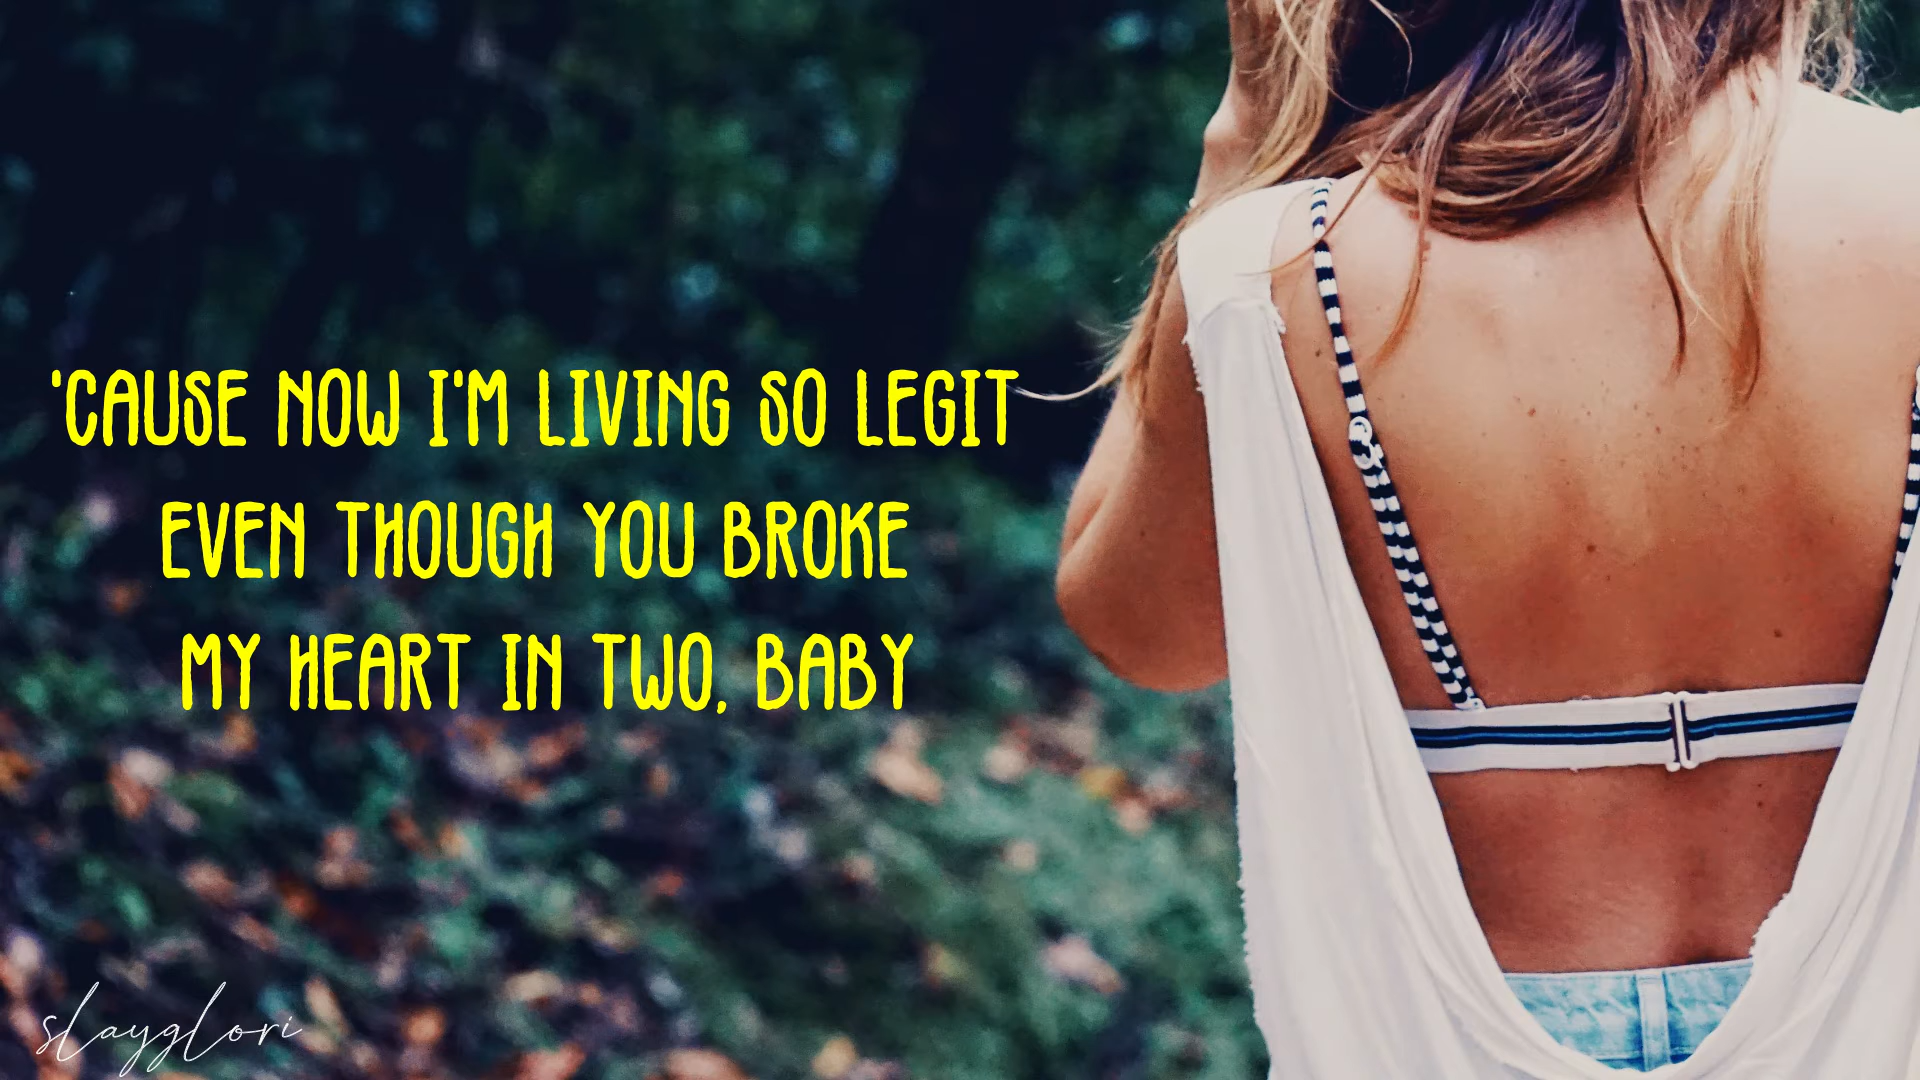 'CAUSE NOW I'M LIVING SO LEGIT
EVEN THOUGH YOU BROKE
MY HEART IN TWO, BABY
slayglori